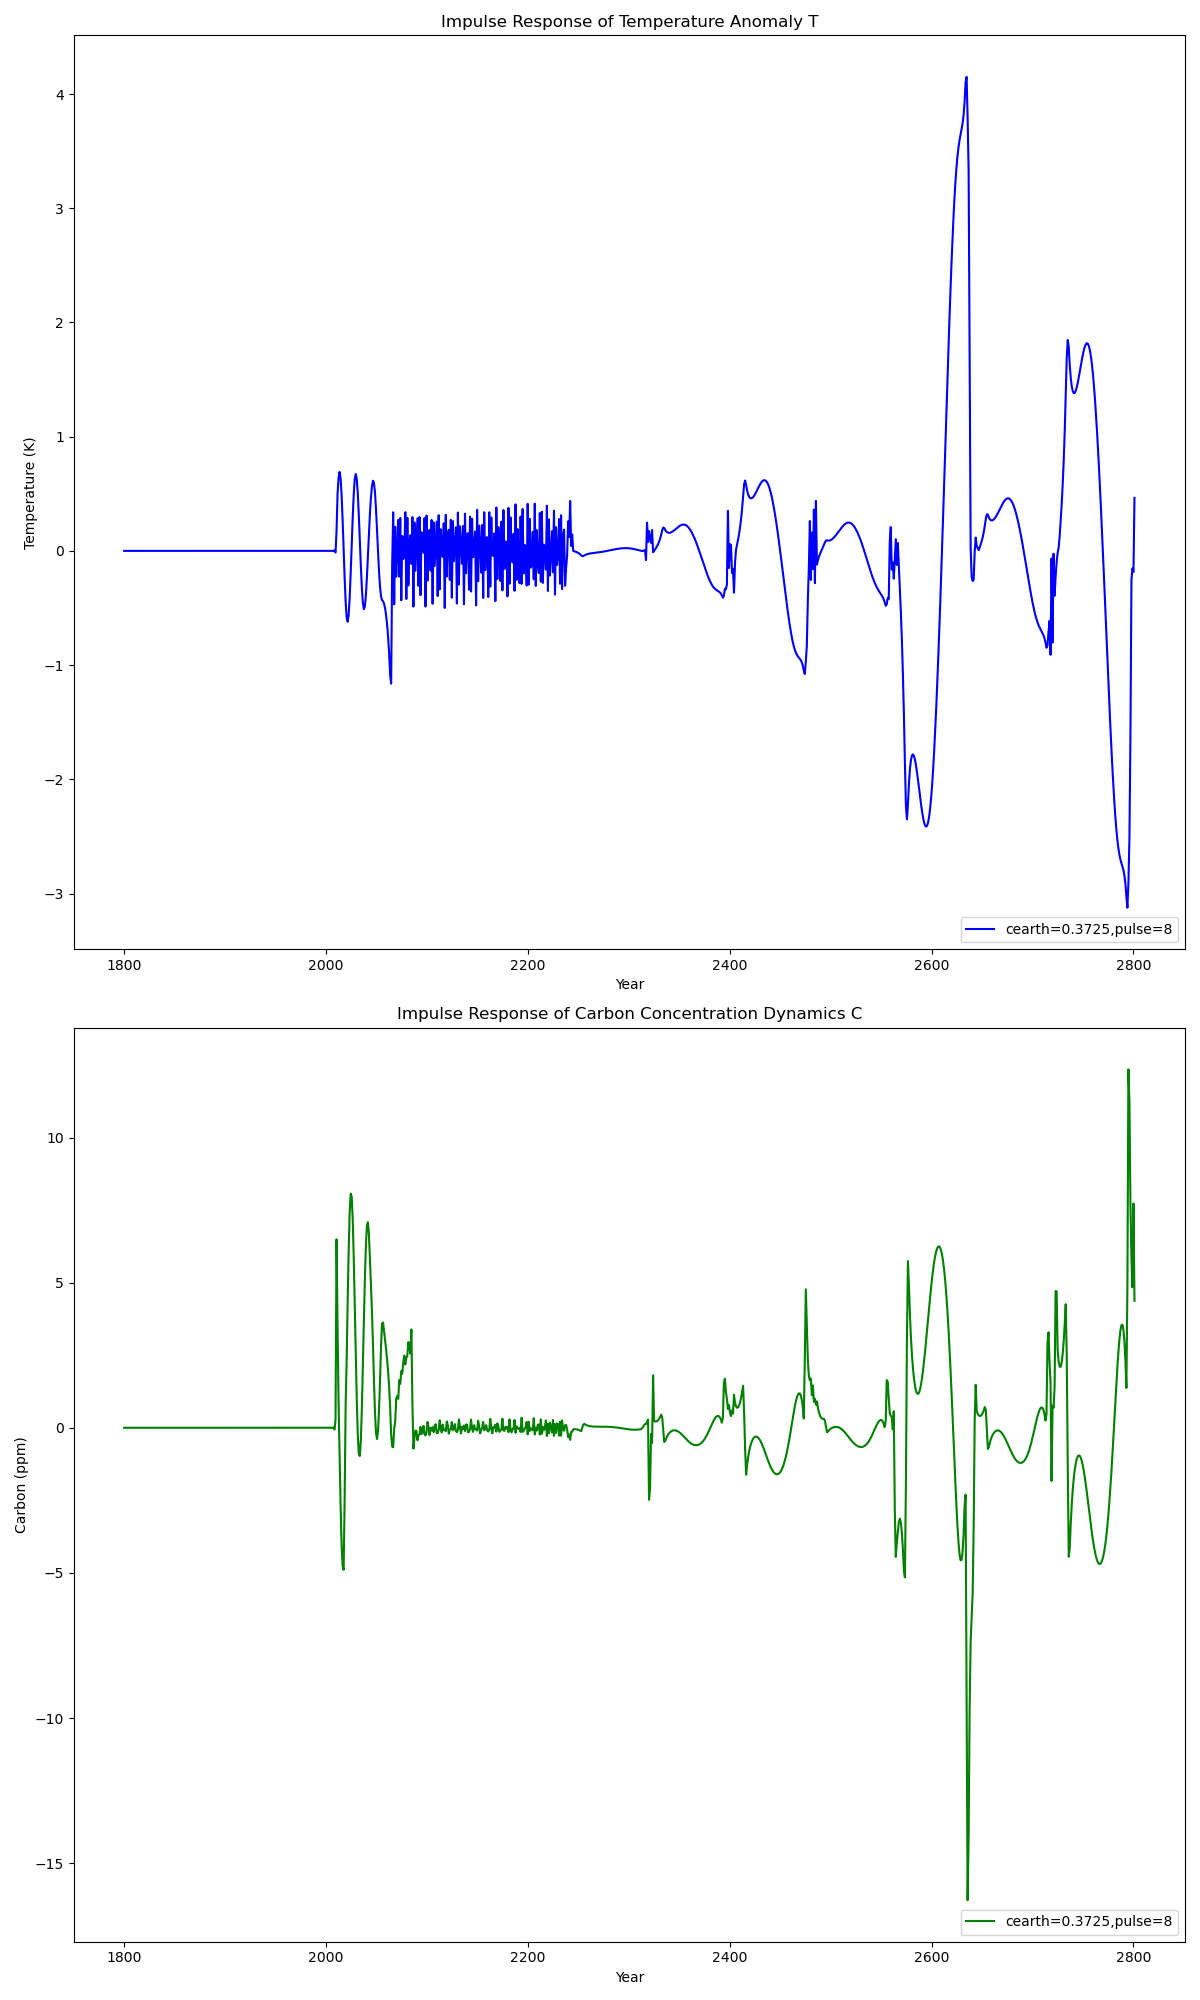 Impulse Response of Temperature Anomaly T
4
3
2
1
0
−1
−2
−3
Temperature (K)
cearth=0.3725,pulse=8
1800 2000 2200 2400 2600 2800
Year
Impulse Response of Carbon Concentration Dynamics C
10
5
0
−5
−10
−15
Carbon (ppm)
cearth=0.3725,pulse=8
1800 2000 2200 2400 2600 2800
Year